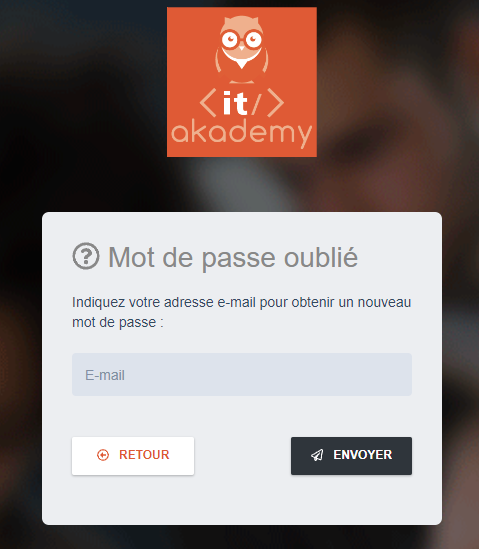 <it/>
akademy
Mot de passe oublié
Indiquez votre adresse e-mail pour obtenir un nouveau
mot de passe :
E-mail
RETOUR
ENVOYER